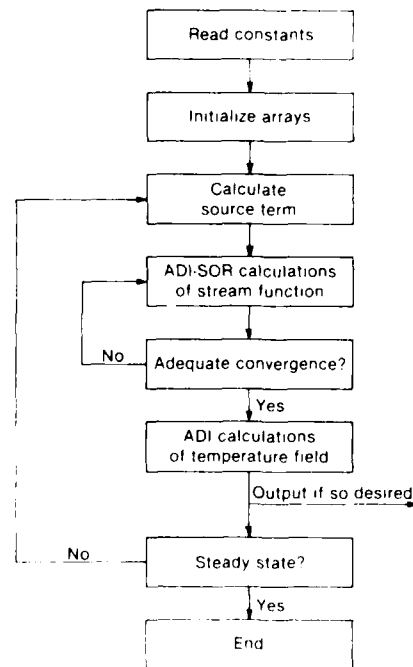 Read constants
Initialize arrays
Calculate
source term
ADI-SOR calculations
of stream function
No
Adequate convergence?
Yes
ADI calculations
of temperature field
Output if so desired
No
Steady state?
Yes
End